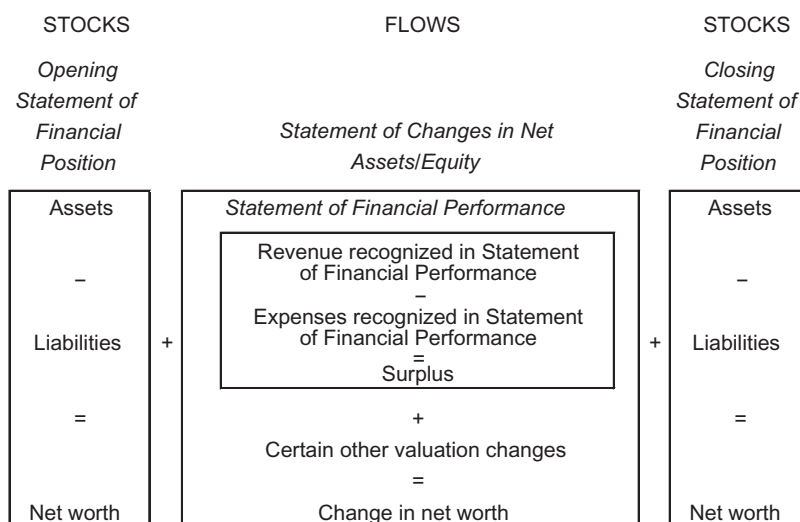 STOCKS
FLOWS
STOCKS
Opening
Statement of
Financial
Position
Statement of Changes in Net
Assets/Equity
Closing
Statement of
Financial
Position
Assets
–
Liabilities
=
Net worth
+
Statement of Financial Performance
Revenue recognized in Statement
of Financial Performance
–
Expenses recognized in Statement
of Financial Performance
=
Surplus
+
Certain other valuation changes
=
Change in net worth
+
Assets
–
Liabilities
=
Net worth